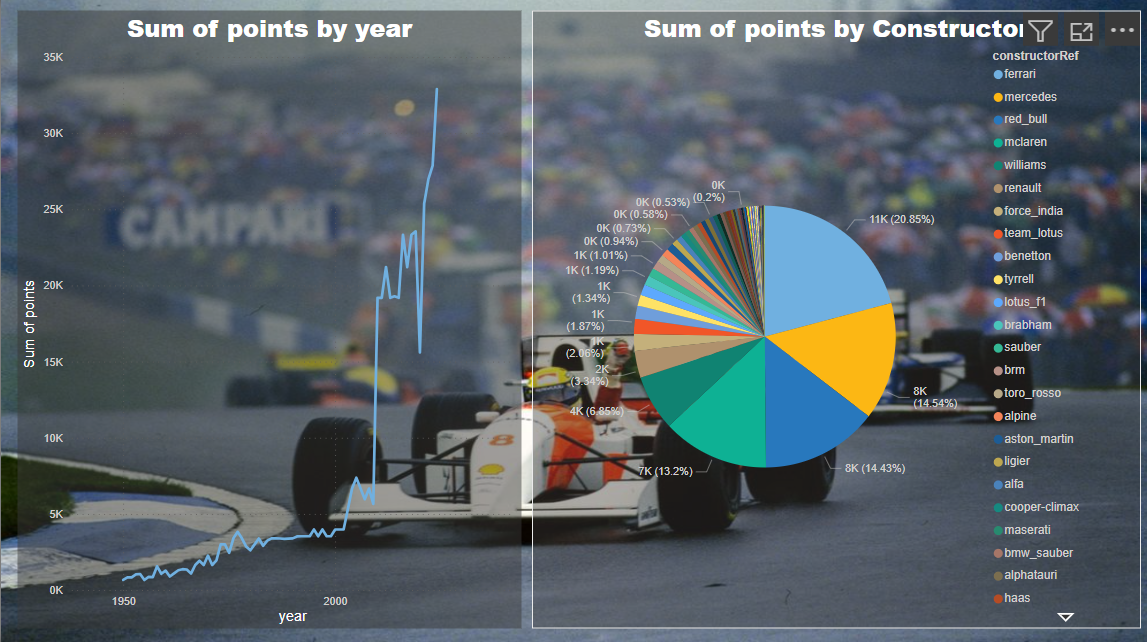 Sum of points by year
35K
30K
25K
20K
15K
10K
5K
0K
Sum of points
1950
2000
year
CAMPARI
8
Sum of points by Constructor
constructorRef
ferrari
mercedes
red_bull
mclaren
williams
renault
force_india
team_lotus
benetton
tyrrell
lotus_f1
brabham
sauber
brm
toro_rosso
alpine
aston_martin
ligier
alfa
cooper-climax
maserati
bmw_sauber
alphatauri
haas
11K (20.85%)
8K
(14.54%)
8K (14.43%)
7K (13.2%)
4K (6.85%)
2K
(3.34%)
1K
(2.06%)
1K
(1.87%)
1K
(1.34%)
1K (1.19%)
1K (1.01%)
0K (0.94%)
0K (0.73%)
0K (0.58%)
0K (0.53%)
0K
(0.2%)